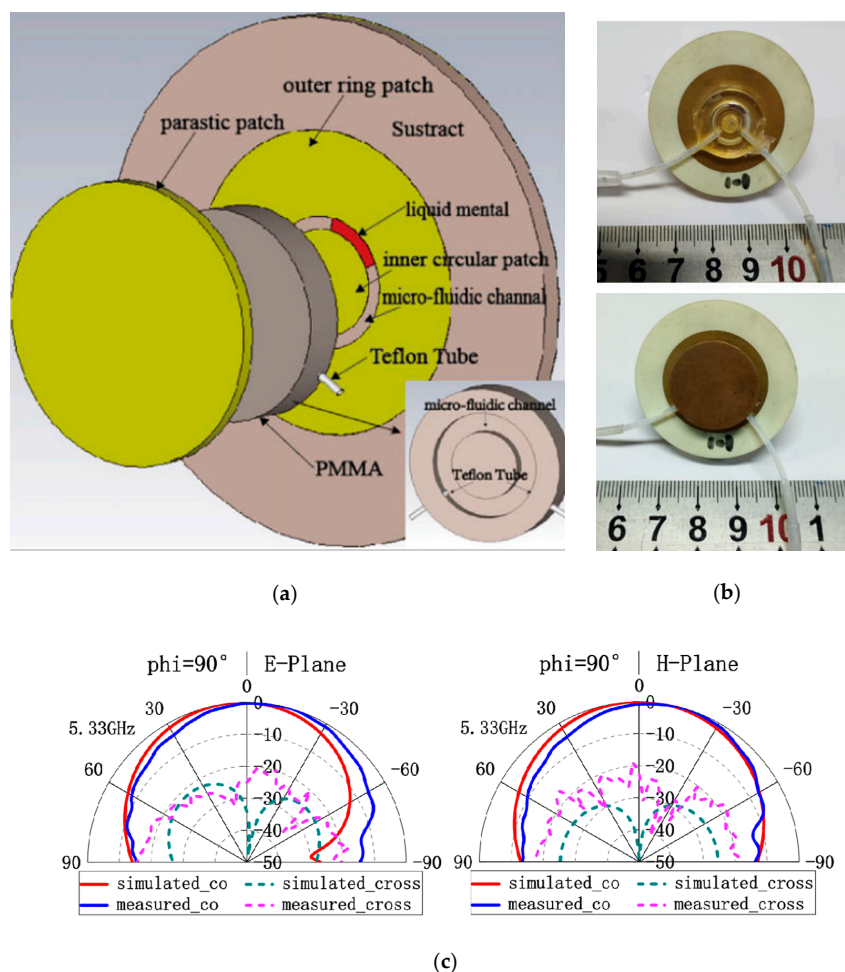 outer ring patch
parastic patch
Sustract
liquid mental
inner circular patch
micro-fluidic channal
Teflon Tube
PMMA
micro-fluidic channel
Teflon Tube
5 6 7 8 9 10
6 7 8 9 10 1
(a)
(b)
phi=90° E-Plane
0
30 -30
5.33GHz
60 -60
90 -90
-0
-10
-20
-30
-40
50
simulated_co simulated_cross
measured_co measured_cross
phi=90° H-Plane
0
30 -30
5.33GHz
60 -60
90 -90
-0
-10
-20
-30
-40
50
simulated_co simulated_cross
measured_co measured_cross
(c)